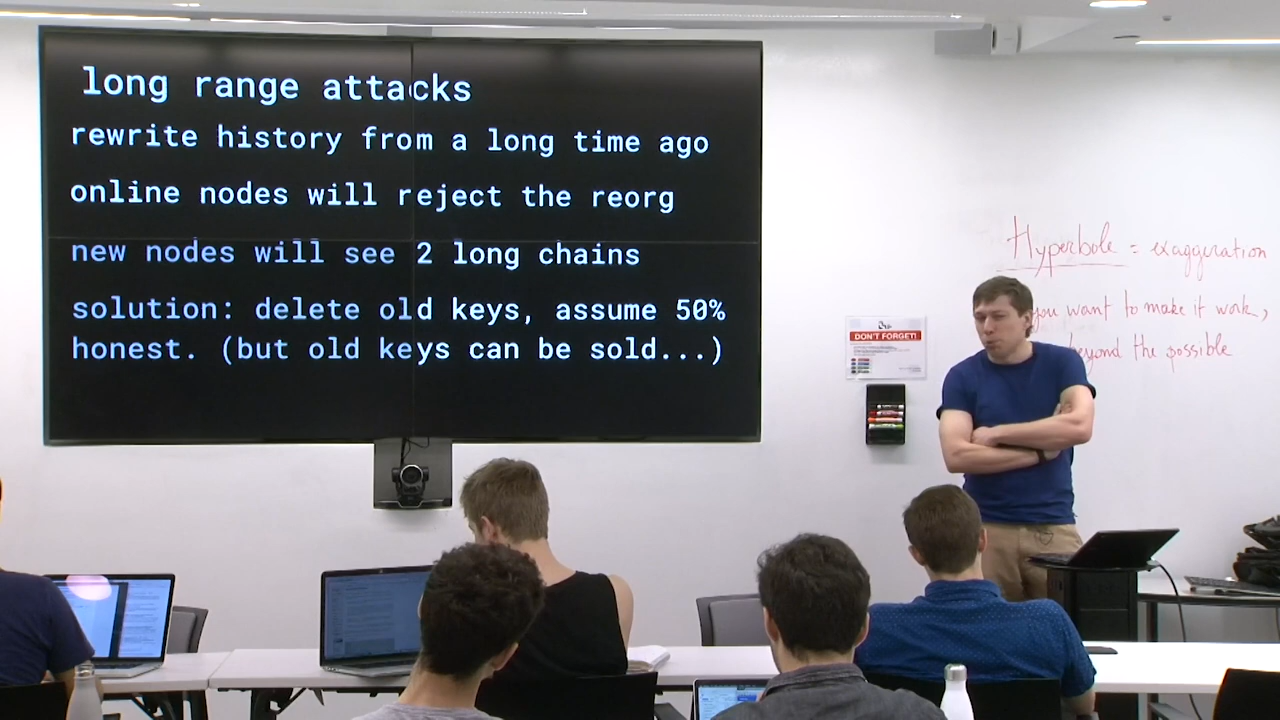 long range attacks
rewrite history from a long time ago
online nodes will reject the reorg
new nodes will see 2 long chains
solution: delete old keys, assume 50%
honest. (but old keys can be sold...)
Hyperbole = exaggeration
you want to make it work,
beyond the possible
DON'T FORGET!